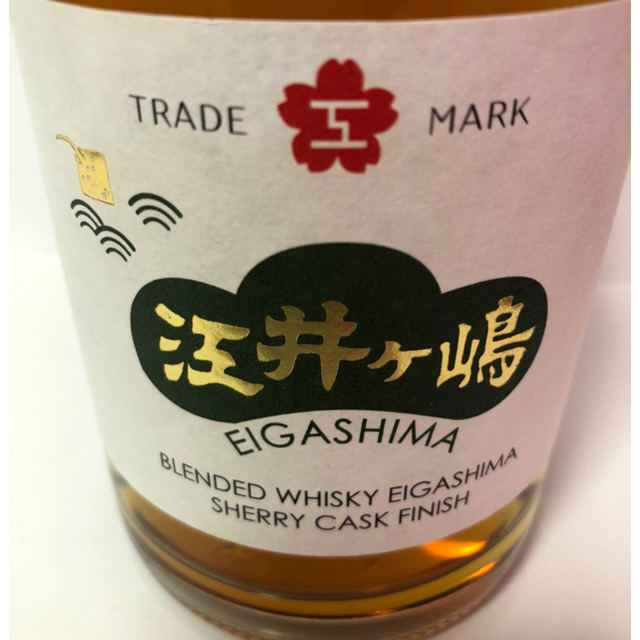 TRADE MARK
江井ヶ嶋
EIGASHIMA
BLENDED WHISKY EIGASHIMA
SHERRY CASK FINISH